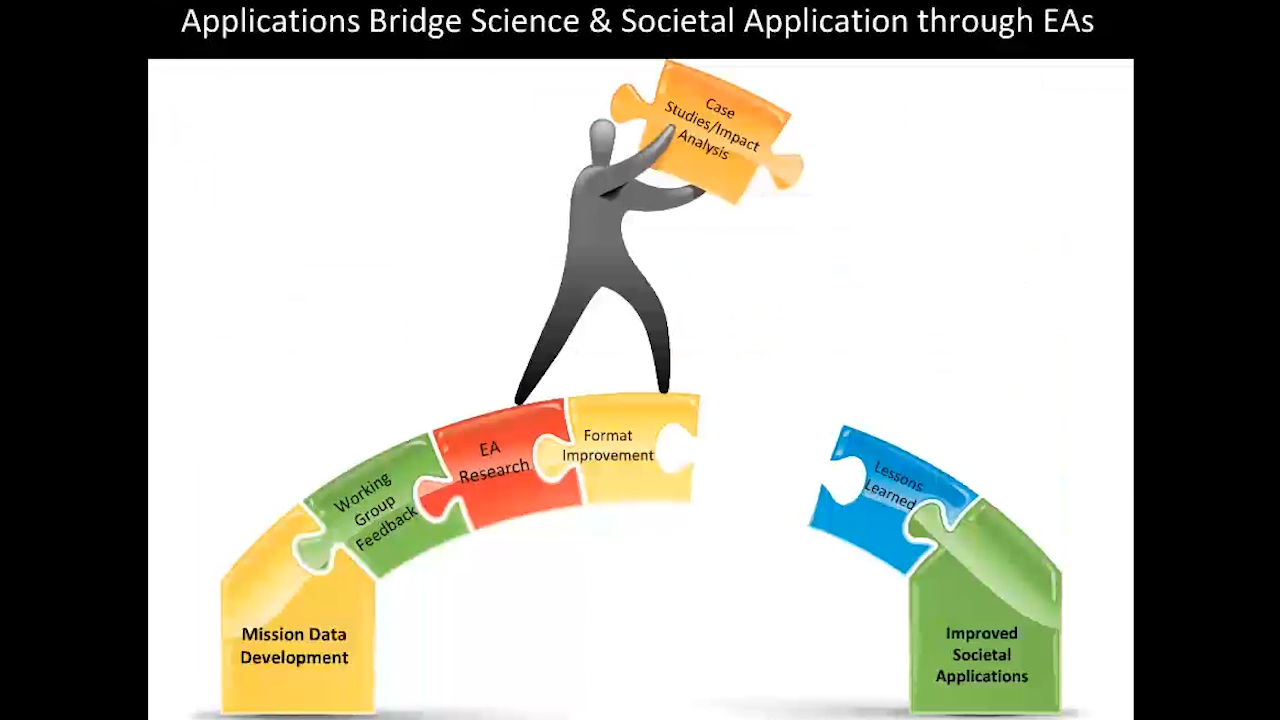 Applications Bridge Science & Societal Application through EAs
Case
Studies/Impact
Analysis
Format
Improvement
EA
Research
Working
Group
Feedback
Lessons
Learned
Mission Data
Development
Improved
Societal
Applications